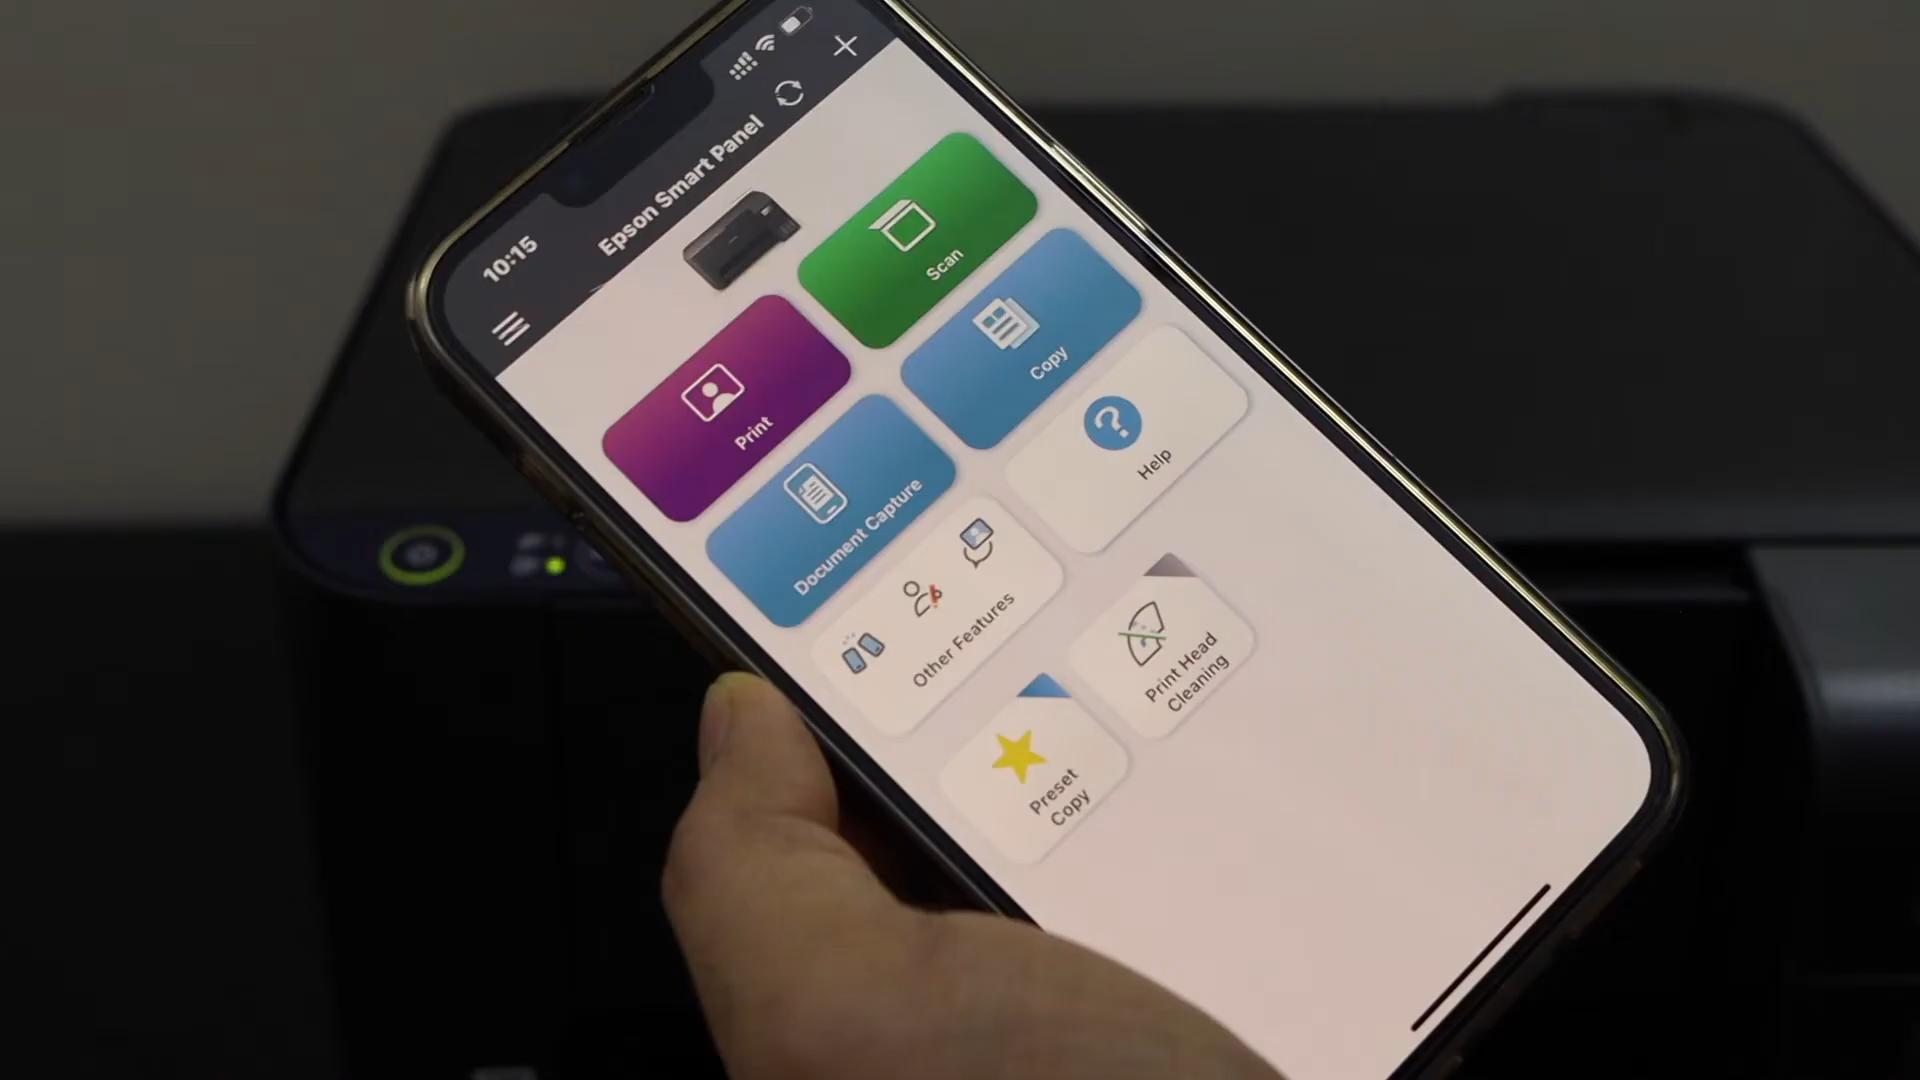 10:15
Epson Smart Panel
Print
Scan
Document Capture
Copy
Other Features
Help
Preset
Copy
Print Head
Cleaning